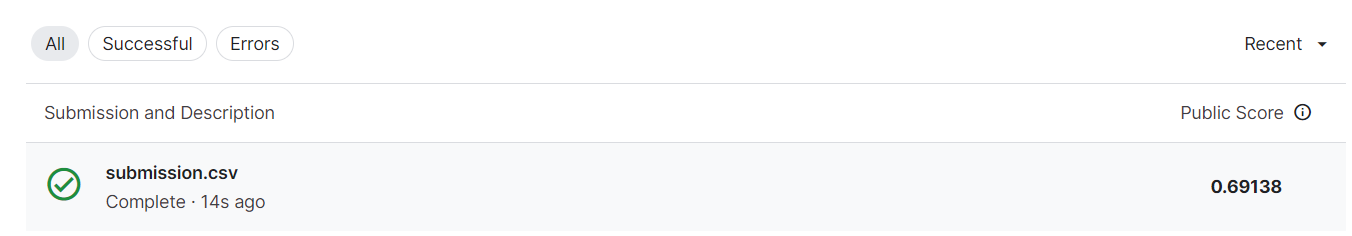 All Successful Errors Recent
Submission and Description Public Score
submission.csv
Complete · 14s ago
0.69138